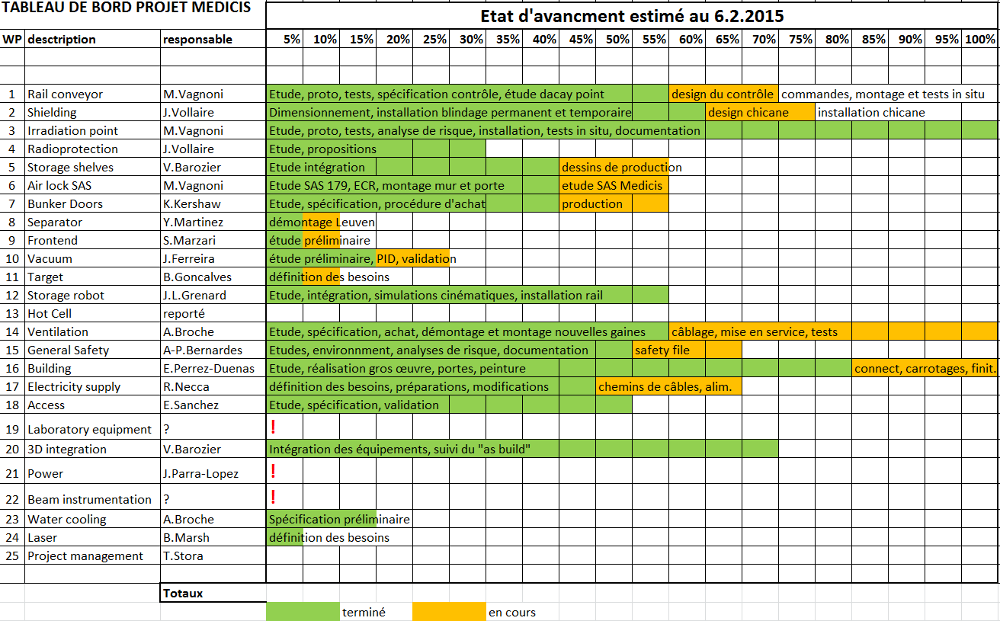 TABLEAU DE BORD PROJET MEDICIS
Etat d'avancment estimé au 6.2.2015
WP description responsable 5% 10% 15% 20% 25% 30% 35% 40% 45% 50% 55% 60% 65% 70% 75% 80% 85% 90% 95% 100%
1 Rail conveyor M.Vagnoni Etude, proto, tests, spécification contrôle, étude dacay point design du contrôle commandes, montage et tests in situ
2 Shielding J.Vollaire Dimensionnement, installation blindage permanent et temporaire design chicane installation chicane
3 Irradiation point M.Vagnoni Etude, proto, tests, analyse de risque, installation, tests in situ, documentation
4 Radioprotection J.Vollaire Etude, propositions
5 Storage shelves V.Barozier Etude intégration dessins de production
6 Air lock SAS M.Vagnoni Etude SAS 179, ECR, montage mur et porte etude SAS Medicis
7 Bunker Doors K.Kershaw Etude, spécification, procédure d'achat production
8 Separator Y.Martinez démontage Leuven
9 Frontend S.Marzari étude préliminaire
10 Vacuum J.Ferreira étude préliminaire, PID, validation
11 Target B.Goncalves définition des besoins
12 Storage robot J.L.Grenard Etude, intégration, simulations cinématiques, installation rail
13 Hot Cell reporté
14 Ventilation A.Broche Etude, spécification, achat, démontage et montage nouvelles gaines câblage, mise en service, tests
15 General Safety A-P.Bernardes Etudes, environnment, analyses de risque, documentation safety file
16 Building E.Perrez-Duenas Etude, réalisation gros œuvre, portes, peinture connect, carrotages, finit.
17 Electricity supply R.Necca définition des besoins, préparations, modifications chemins de câbles, alim.
18 Access E.Sanchez Etude, spécification, validation
19 Laboratory equipment ? !
20 3D integration V.Barozier Intégration des équipements, suivi du "as build"
21 Power J.Parra-Lopez !
22 Beam instrumentation ? !
23 Water cooling A.Broche Spécification préliminaire
24 Laser B.Marsh définition des besoins
25 Project management T.Stora
Totaux
terminé en cours